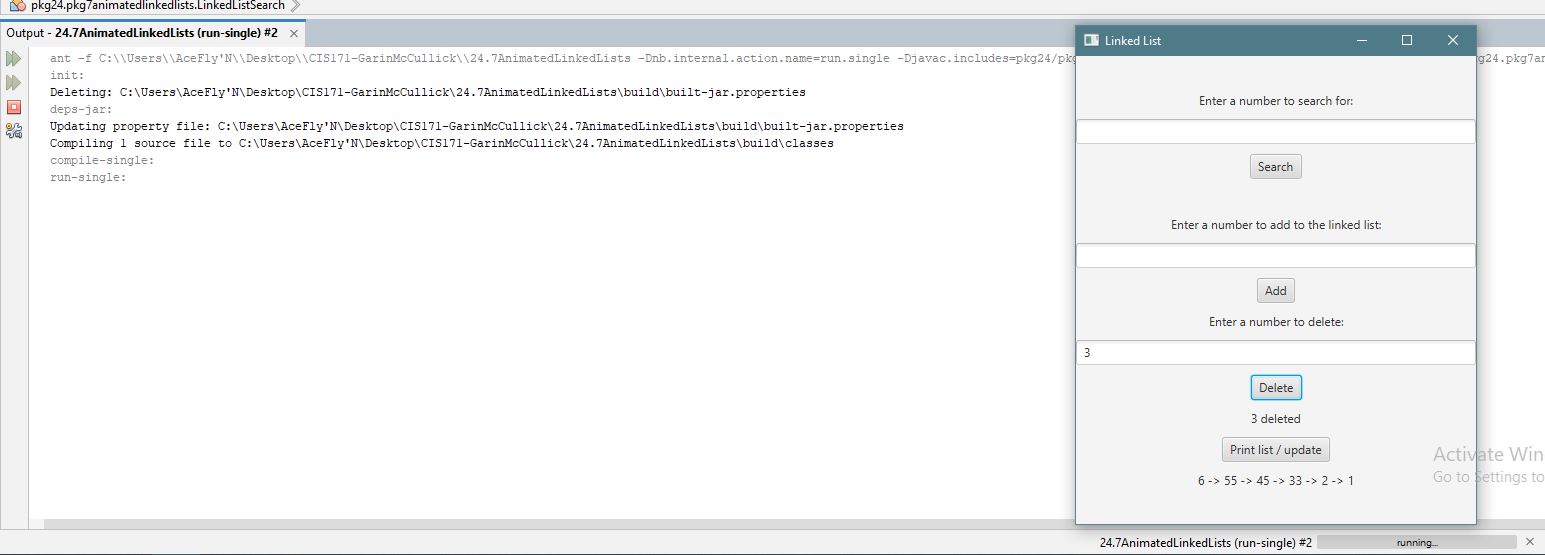 pkg24.pkg7animatedlinkedlists.LinkedListSearch
Output - 24.7AnimatedLinkedLists (run-single) #2
ant -f C:\\Users\\AceFly'N\\Desktop\\CIS171-GarinMcCullick\\24.7AnimatedLinkedLists -Dnb.internal.action.name=run.single -Djavac.includes=pkg24/pkg
g24.pkg7an
init:
Deleting: C:\Users\AceFly'N\Desktop\CIS171-GarinMcCullick\24.7AnimatedLinkedLists\build\built-jar.properties
deps-jar:
Updating property file: C:\Users\AceFly'N\Desktop\CIS171-GarinMcCullick\24.7AnimatedLinkedLists\build\built-jar.properties
Compiling 1 source file to C:\Users\AceFly'N\Desktop\CIS171-GarinMcCullick\24.7AnimatedLinkedLists\build\classes
compile-single:
run-single:
Linked List
Enter a number to search for:
Search
Enter a number to add to the linked list:
Add
Enter a number to delete:
3
Delete
3 deleted
Print list / update
6 -> 55 -> 45 -> 33 -> 2 -> 1
Activate Win
Go to Settings to
24.7AnimatedLinkedLists (run-single) #2
running...